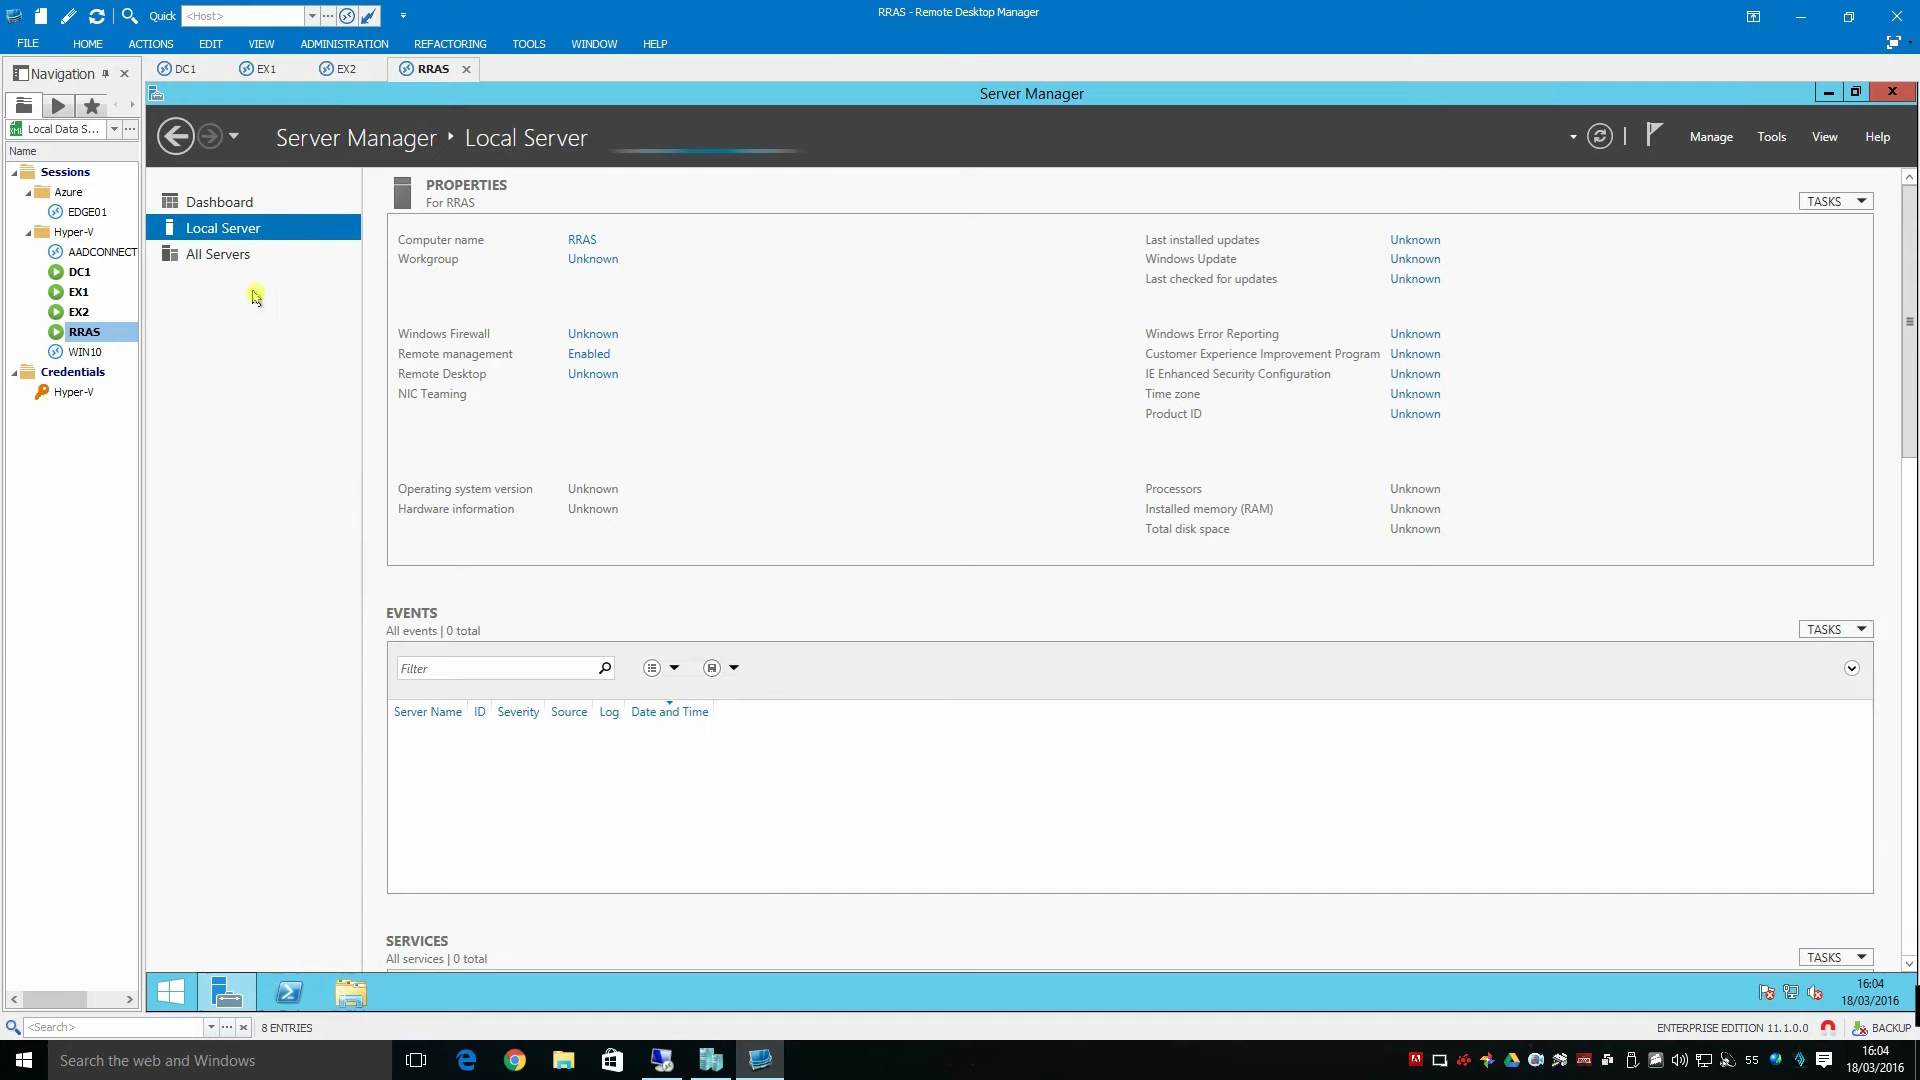 Quick <Host>
RRAS - Remote Desktop Manager
FILE HOME ACTIONS EDIT VIEW ADMINISTRATION REFACTORING TOOLS WINDOW HELP
Navigation
DC1 EX1 EX2 RRAS
Server Manager
Local Data S...
Server Manager Local Server
Manage Tools View Help
Name
Sessions
Azure
EDGE01
Hyper-V
AADCONNECT
DC1
EX1
EX2
RRAS
WIN10
Credentials
Hyper-V
Dashboard
Local Server
All Servers
PROPERTIES
For RRAS
TASKS
Computer name RRAS
Workgroup Unknown
Windows Firewall Unknown
Remote management Enabled
Remote Desktop Unknown
NIC Teaming
Operating system version Unknown
Hardware information Unknown
Last installed updates Unknown
Windows Update Unknown
Last checked for updates Unknown
Windows Error Reporting Unknown
Customer Experience Improvement Program Unknown
IE Enhanced Security Configuration Unknown
Time zone Unknown
Product ID Unknown
Processors Unknown
Installed memory (RAM) Unknown
Total disk space Unknown
EVENTS
All events | 0 total
TASKS
Filter
Server Name ID Severity Source Log Date and Time
SERVICES
All services | 0 total
TASKS
16:04
18/03/2016
<Search>
8 ENTRIES
ENTERPRISE EDITION 11.1.0.0
BACKUP
Search the web and Windows
55
16:04
18/03/2016